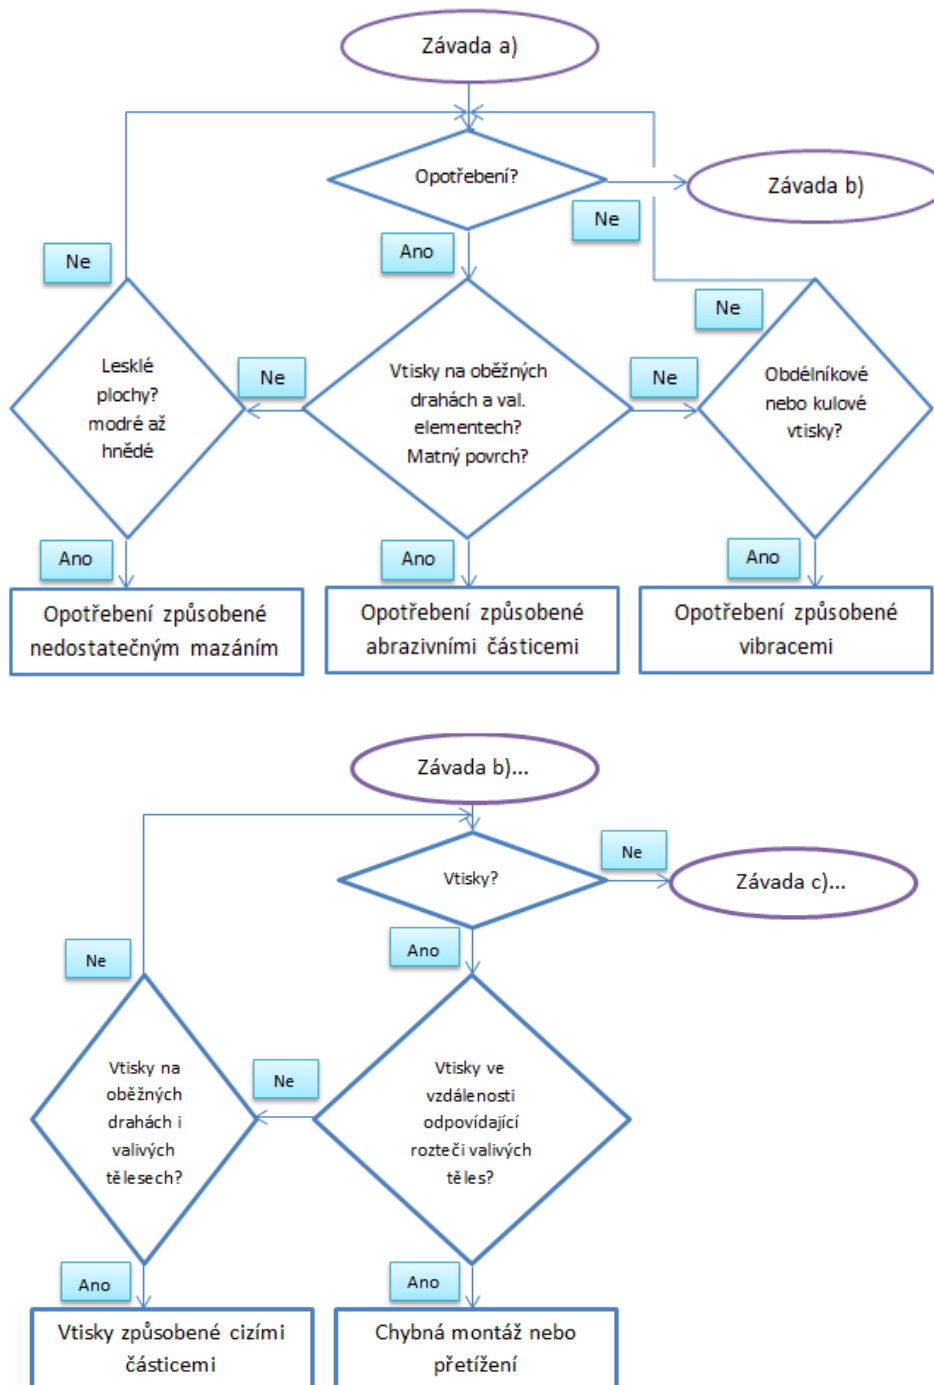 Závada a)
Opotřebení?
Závada b)
Ne
Ano
Ne
Ne
Lesklé
plochy?
modré až
hnědé
Ne
Vtisky na oběžných
drahách a val.
elementech?
Matný povrch?
Ne
Obdélníkové
nebo kulové
vtisky?
Ano
Ano
Ano
Opotřebení způsobené
nedostatečným mazáním
Opotřebení způsobené
abrazivními částicemi
Opotřebení způsobené
vibracemi
Závada b)...
Vtisky?
Ne
Závada c)...
Ano
Ne
Vtisky na
oběžných
drahách i
valivých
tělesech?
Ne
Vtisky ve
vzdálenosti
odpovídající
rozteči valivých
těles?
Ano
Ano
Vtisky způsobené cizími
částicemi
Chybná montáž nebo
přetížení